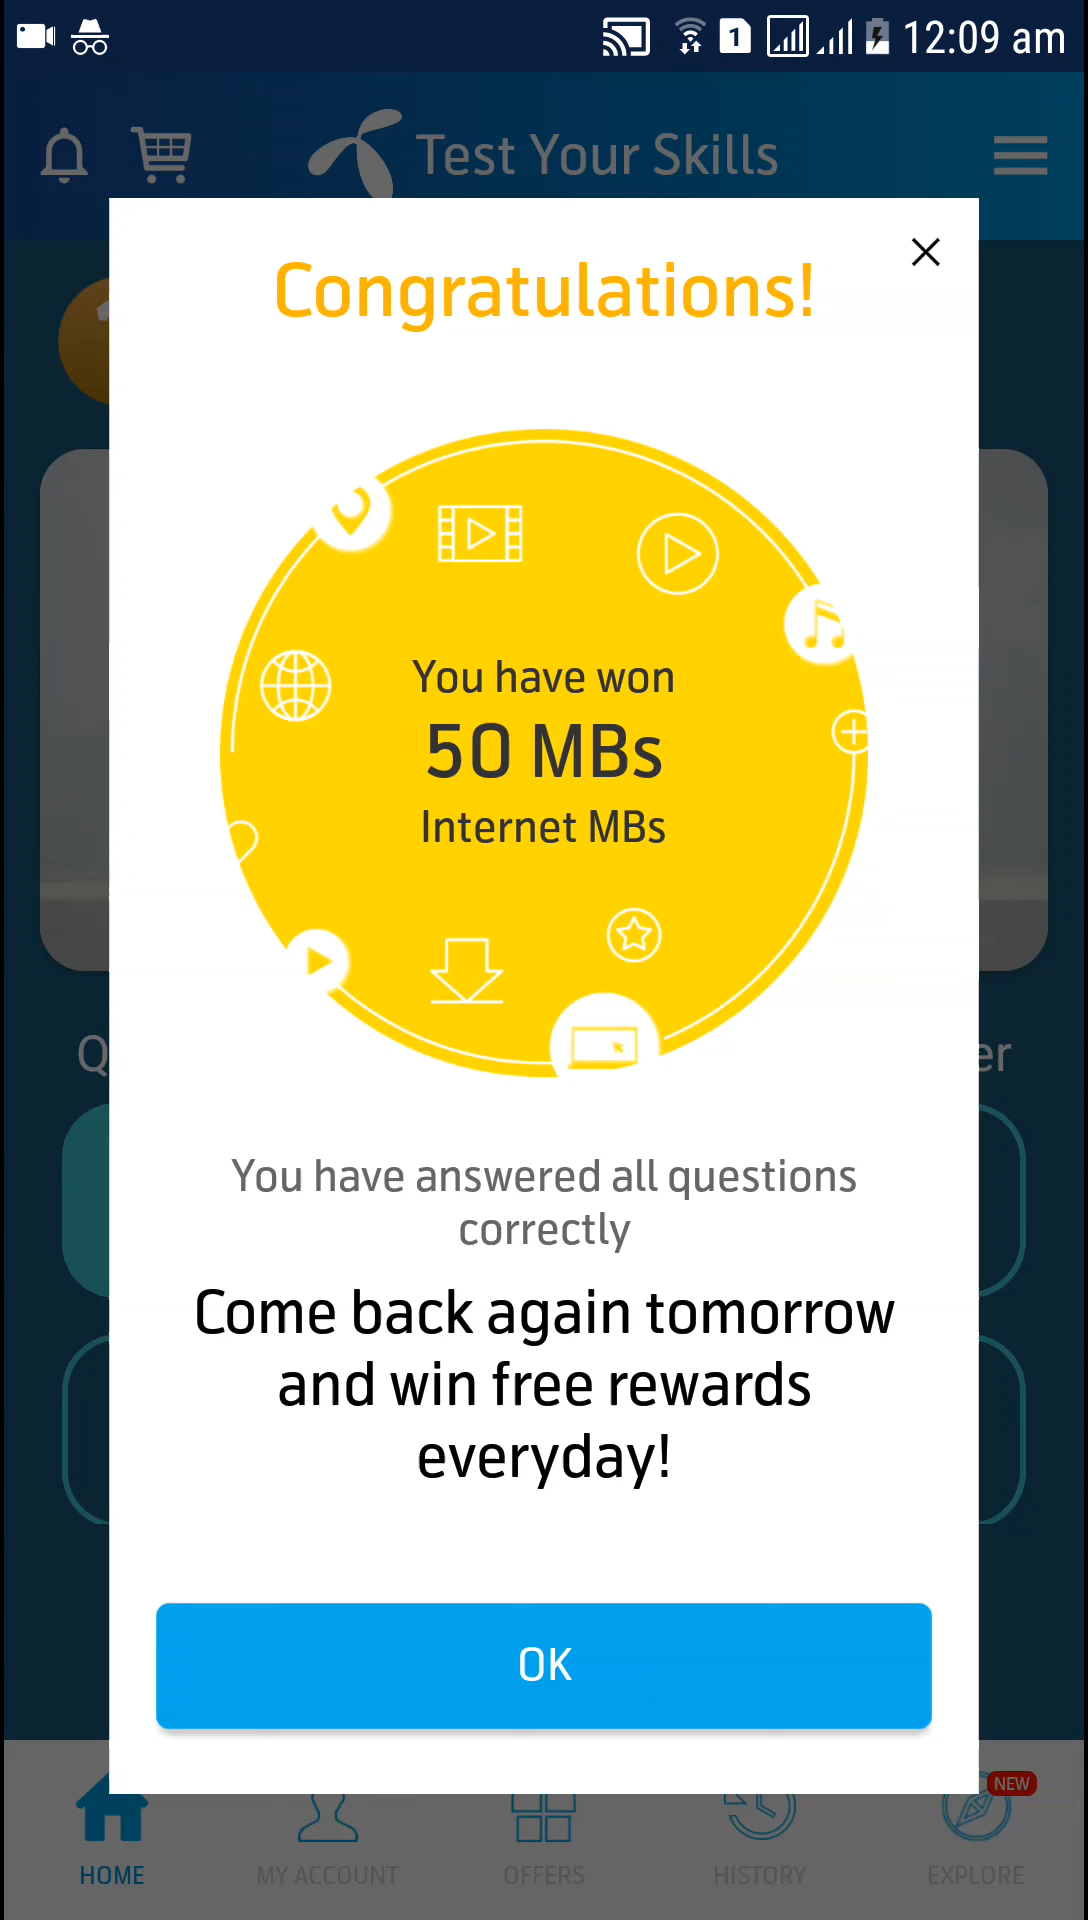 1
12:09 am
Test Your Skills
Congratulations!
You have won
50 MBs
Internet MBs
You have answered all questions
correctly
Come back again tomorrow
and win free rewards
everyday!
OK
NEW
HOME
MY ACCOUNT
OFFERS
HISTORY
EXPLORE